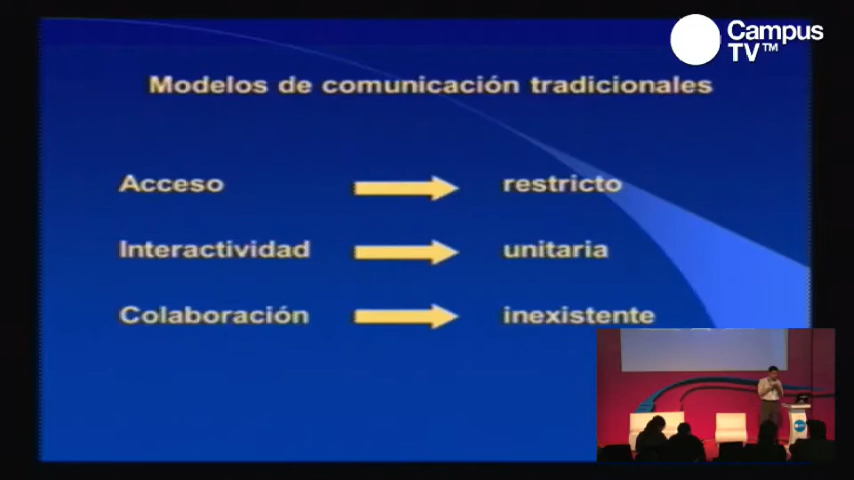 Campus
TV™
Modelos de comunicación tradicionales
Acceso restricto
Interactividad unitaria
Colaboración inexistente